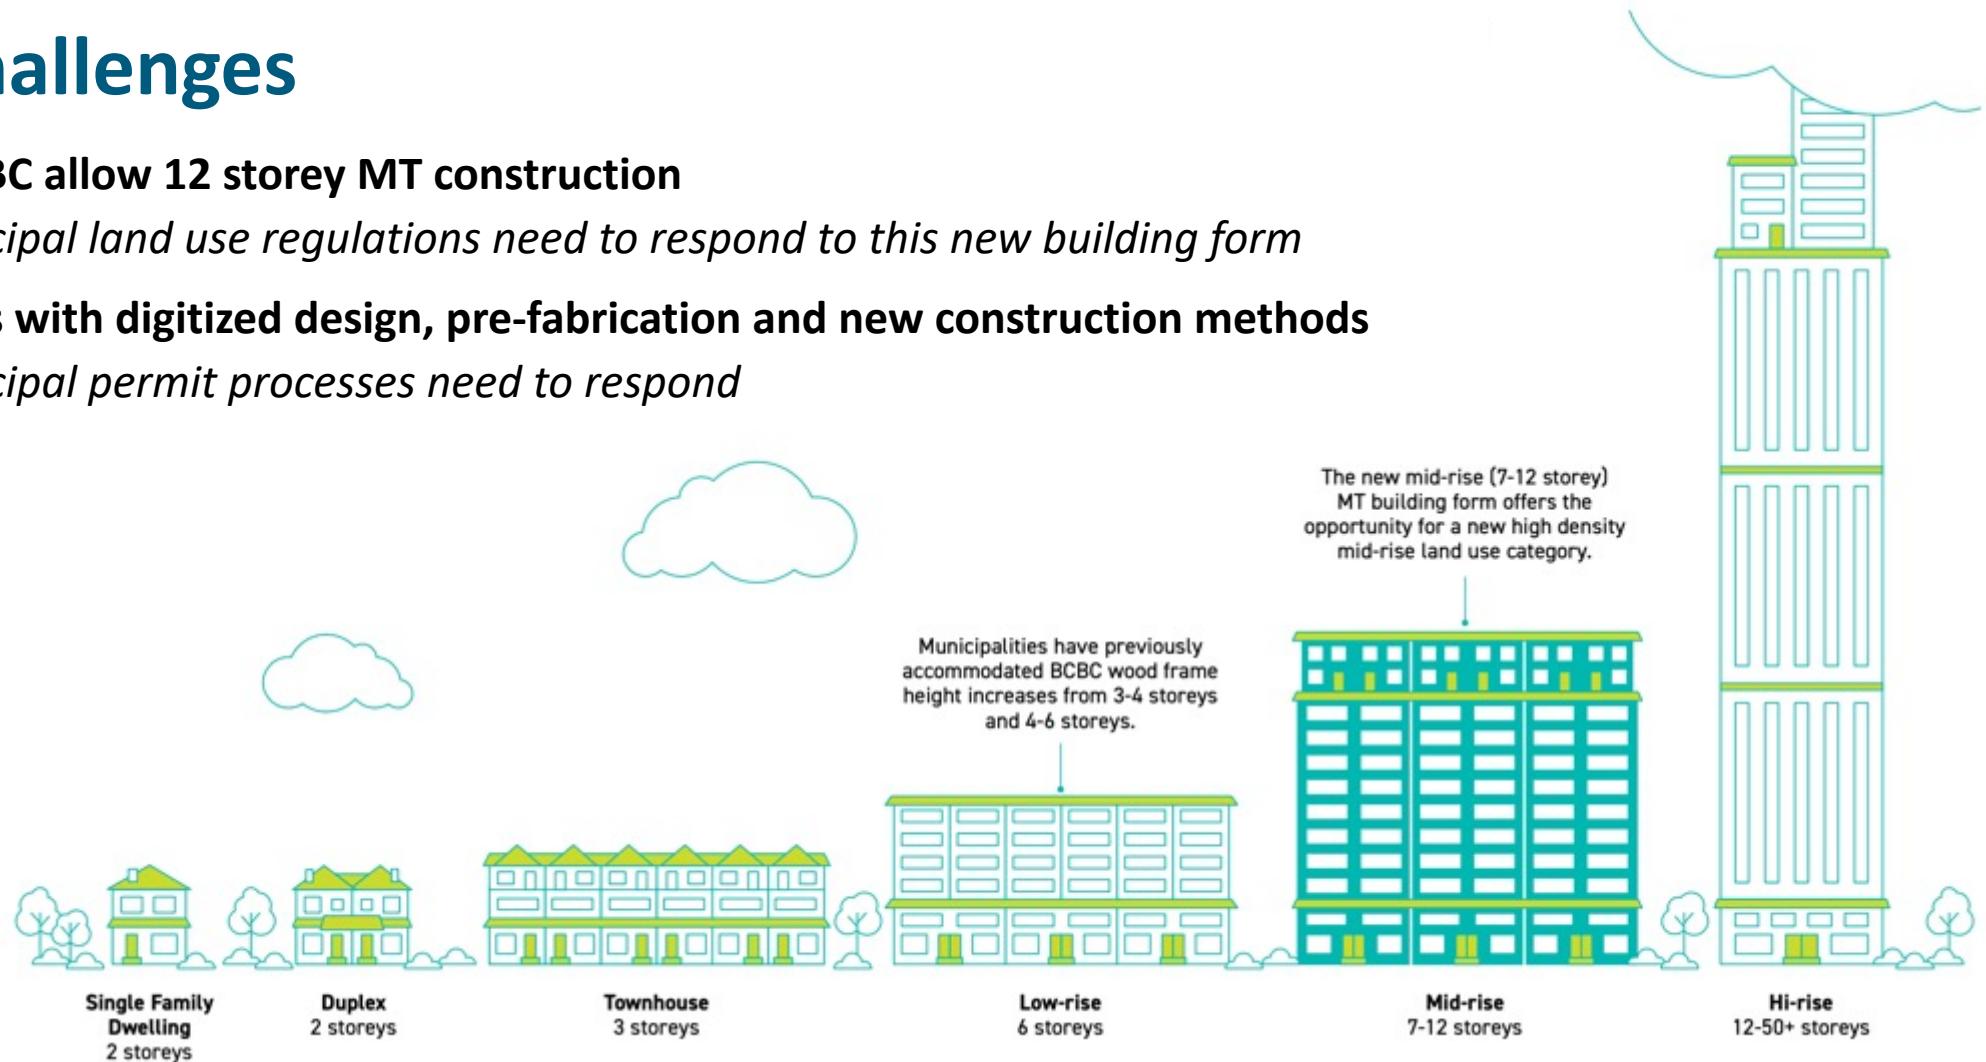 allenges
BC allow 12 storey MT construction
cipal land use regulations need to respond to this new building form
s with digitized design, pre-fabrication and new construction methods
cipal permit processes need to respond
The new mid-rise (7-12 storey)
MT building form offers the
opportunity for a new high density
mid-rise land use category.
Municipalities have previously
accommodated BCBC wood frame
height increases from 3-4 storeys
and 4-6 storeys.
Single Family
Dwelling
2 storeys
Duplex
2 storeys
Townhouse
3 storeys
Low-rise
6 storeys
Mid-rise
7-12 storeys
Hi-rise
12-50+ storeys